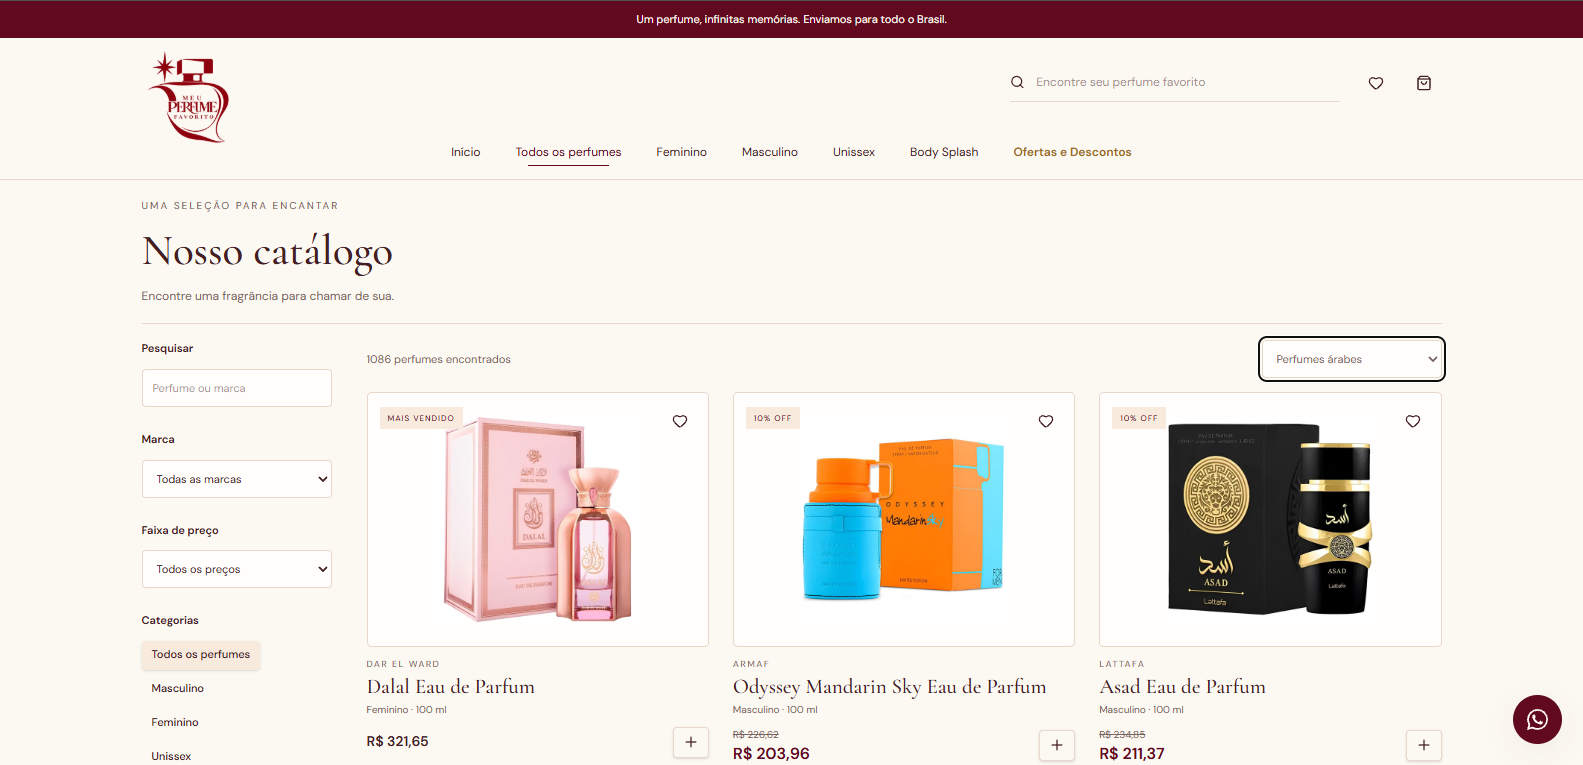 Um perfume, infinitas memórias. Enviamos para todo o Brasil.
MEU
PERFUME
FAVORITO
Encontre seu perfume favorito
Início
Todos os perfumes
Feminino
Masculino
Unissex
Body Splash
Ofertas e Descontos
UMA SELEÇÃO PARA ENCANTAR
Nosso catálogo
Encontre uma fragrância para chamar de sua.
Pesquisar
Perfume ou marca
Marca
Todas as marcas
Faixa de preço
Todos os preços
Categorias
Todos os perfumes
Masculino
Feminino
Unissex
1086 perfumes encontrados
Perfumes árabes
MAIS VENDIDO
DALAL
DAR EL WARD
Dalal Eau de Parfum
Feminino · 100 ml
R$ 321,65
10% OFF
ODYSSEY
Mandarin Sky
FOR
MEN
ARMAF
Odyssey Mandarin Sky Eau de Parfum
Masculino · 100 ml
R$ 226,62
R$ 203,96
10% OFF
أسد
ASAD
Lattafa
أسد
ASAD
Lattafa
LATTAFA
Asad Eau de Parfum
Masculino · 100 ml
R$ 234,85
R$ 211,37